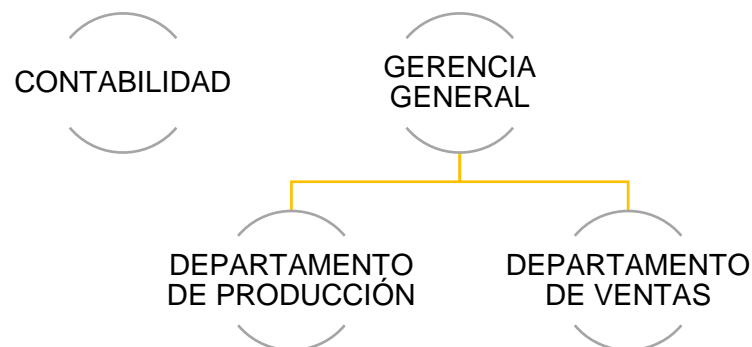 CONTABILIDAD
GERENCIA
GENERAL
DEPARTAMENTO
DE PRODUCCIÓN
DEPARTAMENTO
DE VENTAS